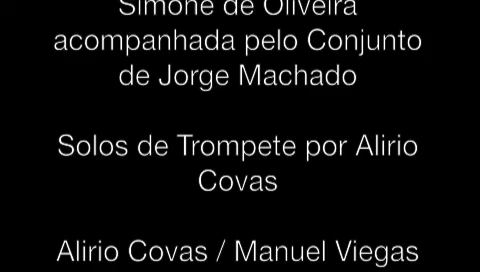 Simone de Oliveira
acompanhada pelo Conjunto
de Jorge Machado
Solos de Trompete por Alirio
Covas
Alirio Covas / Manuel Viegas